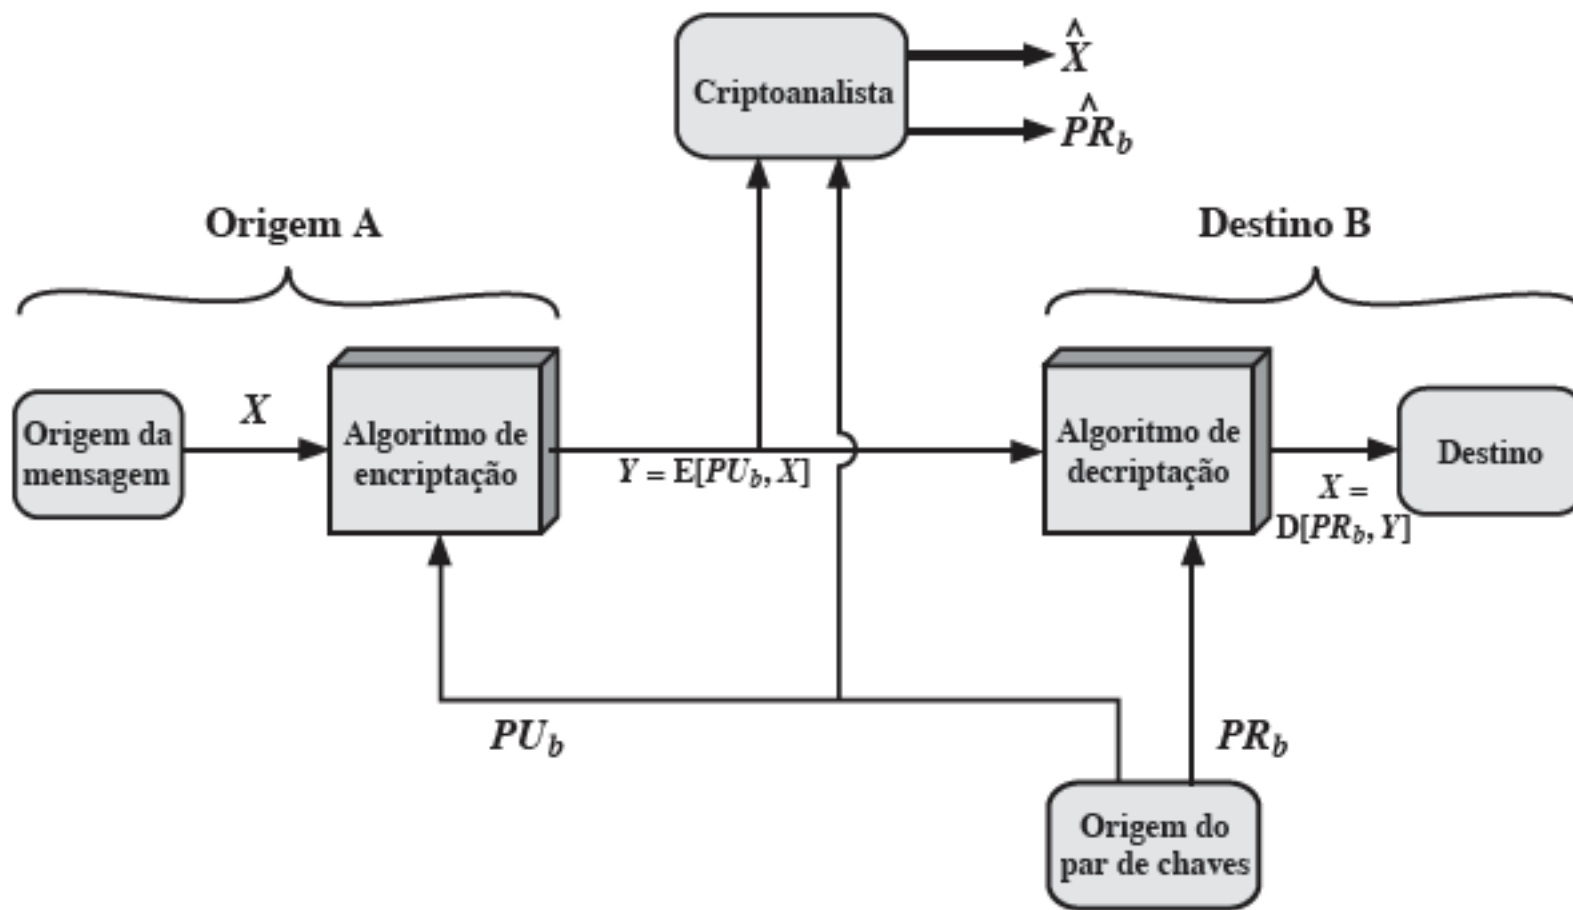 X̂
Criptoanalista
P̂R_b
Origem A
Destino B
X
Origem da
mensagem
Algoritmo de
encriptação
Y = E[PU_b, X]
Algoritmo de
decriptação
X =
D[PR_b, Y]
Destino
PU_b
PR_b
Origem do
par de chaves